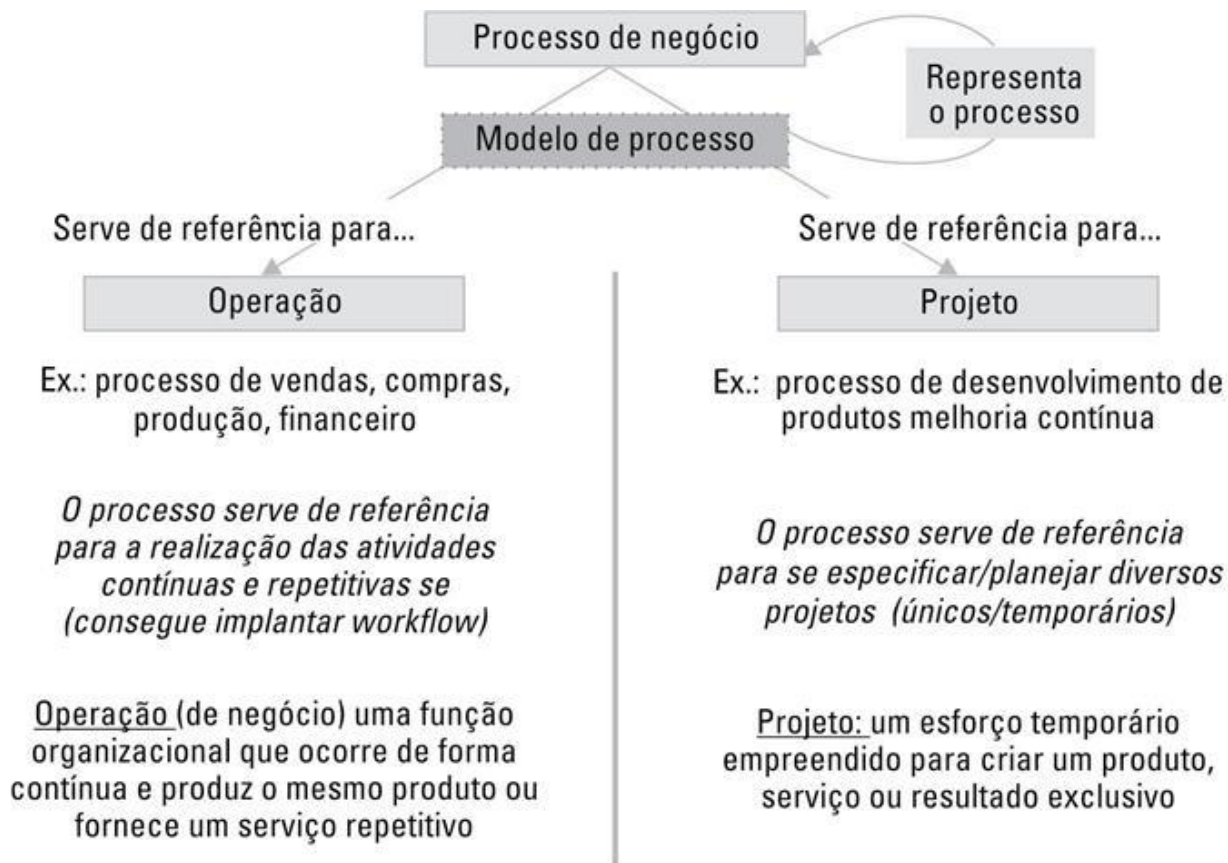 Processo de negócio
Representa
o processo
Modelo de processo
Serve de referência para...
Serve de referência para...
Operação
Projeto
Ex.: processo de vendas, compras,
produção, financeiro
Ex.: processo de desenvolvimento de
produtos melhoria contínua
O processo serve de referência
para a realização das atividades
contínuas e repetitivas se
(consegue implantar workflow)
O processo serve de referência
para se especificar/planejar diversos
projetos (únicos/temporários)
Operação (de negócio) uma função
organizacional que ocorre de forma
contínua e produz o mesmo produto ou
fornece um serviço repetitivo
Projeto: um esforço temporário
empreendido para criar um produto,
serviço ou resultado exclusivo